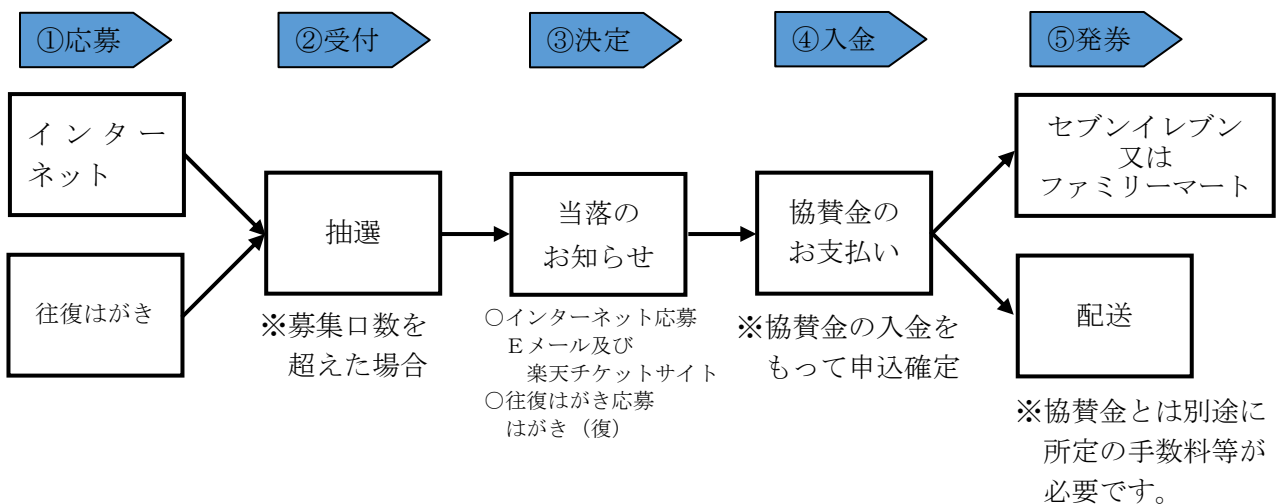 ①応募
②受付
③決定
④入金
⑤発券
インター
ネット
往復はがき
抽選
※募集口数を
超えた場合
当落の
お知らせ
○インターネット応募
Ｅメール及び
楽天チケットサイト
○往復はがき応募
はがき（復）
協賛金の
お支払い
※協賛金の入金を
もって申込確定
セブンイレブン
又は
ファミリーマート
配送
※協賛金とは別途に
所定の手数料等が
必要です。